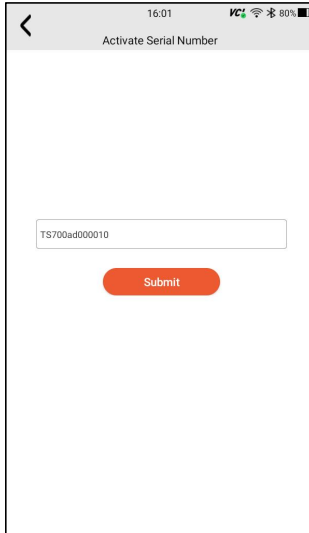 16:01
VCI
80%
Activate Serial Number
TS700ad000010
Submit